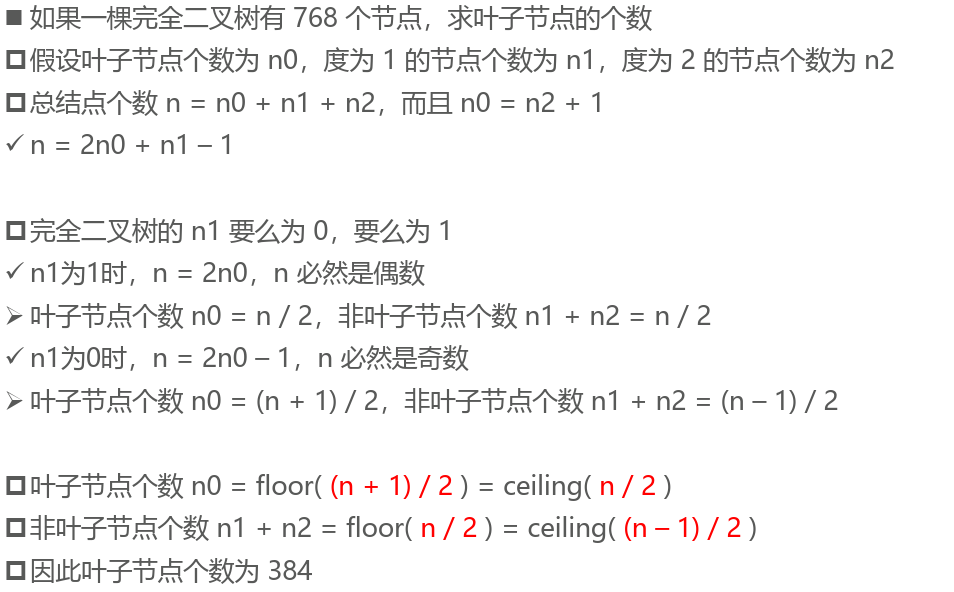 ■ 如果一棵完全二叉树有 768 个节点，求叶子节点的个数
❑ 假设叶子节点个数为 n0，度为 1 的节点个数为 n1，度为 2 的节点个数为 n2
❑ 总结点个数 n = n0 + n1 + n2，而且 n0 = n2 + 1
✓ n = 2n0 + n1 – 1
❑ 完全二叉树的 n1 要么为 0，要么为 1
✓ n1为1时，n = 2n0，n 必然是偶数
➢ 叶子节点个数 n0 = n / 2，非叶子节点个数 n1 + n2 = n / 2
✓ n1为0时，n = 2n0 – 1，n 必然是奇数
➢ 叶子节点个数 n0 = (n + 1) / 2，非叶子节点个数 n1 + n2 = (n – 1) / 2
❑ 叶子节点个数 n0 = floor( (n + 1) / 2 ) = ceiling( n / 2 )
❑ 非叶子节点个数 n1 + n2 = floor( n / 2 ) = ceiling( (n – 1) / 2 )
❑ 因此叶子节点个数为 384